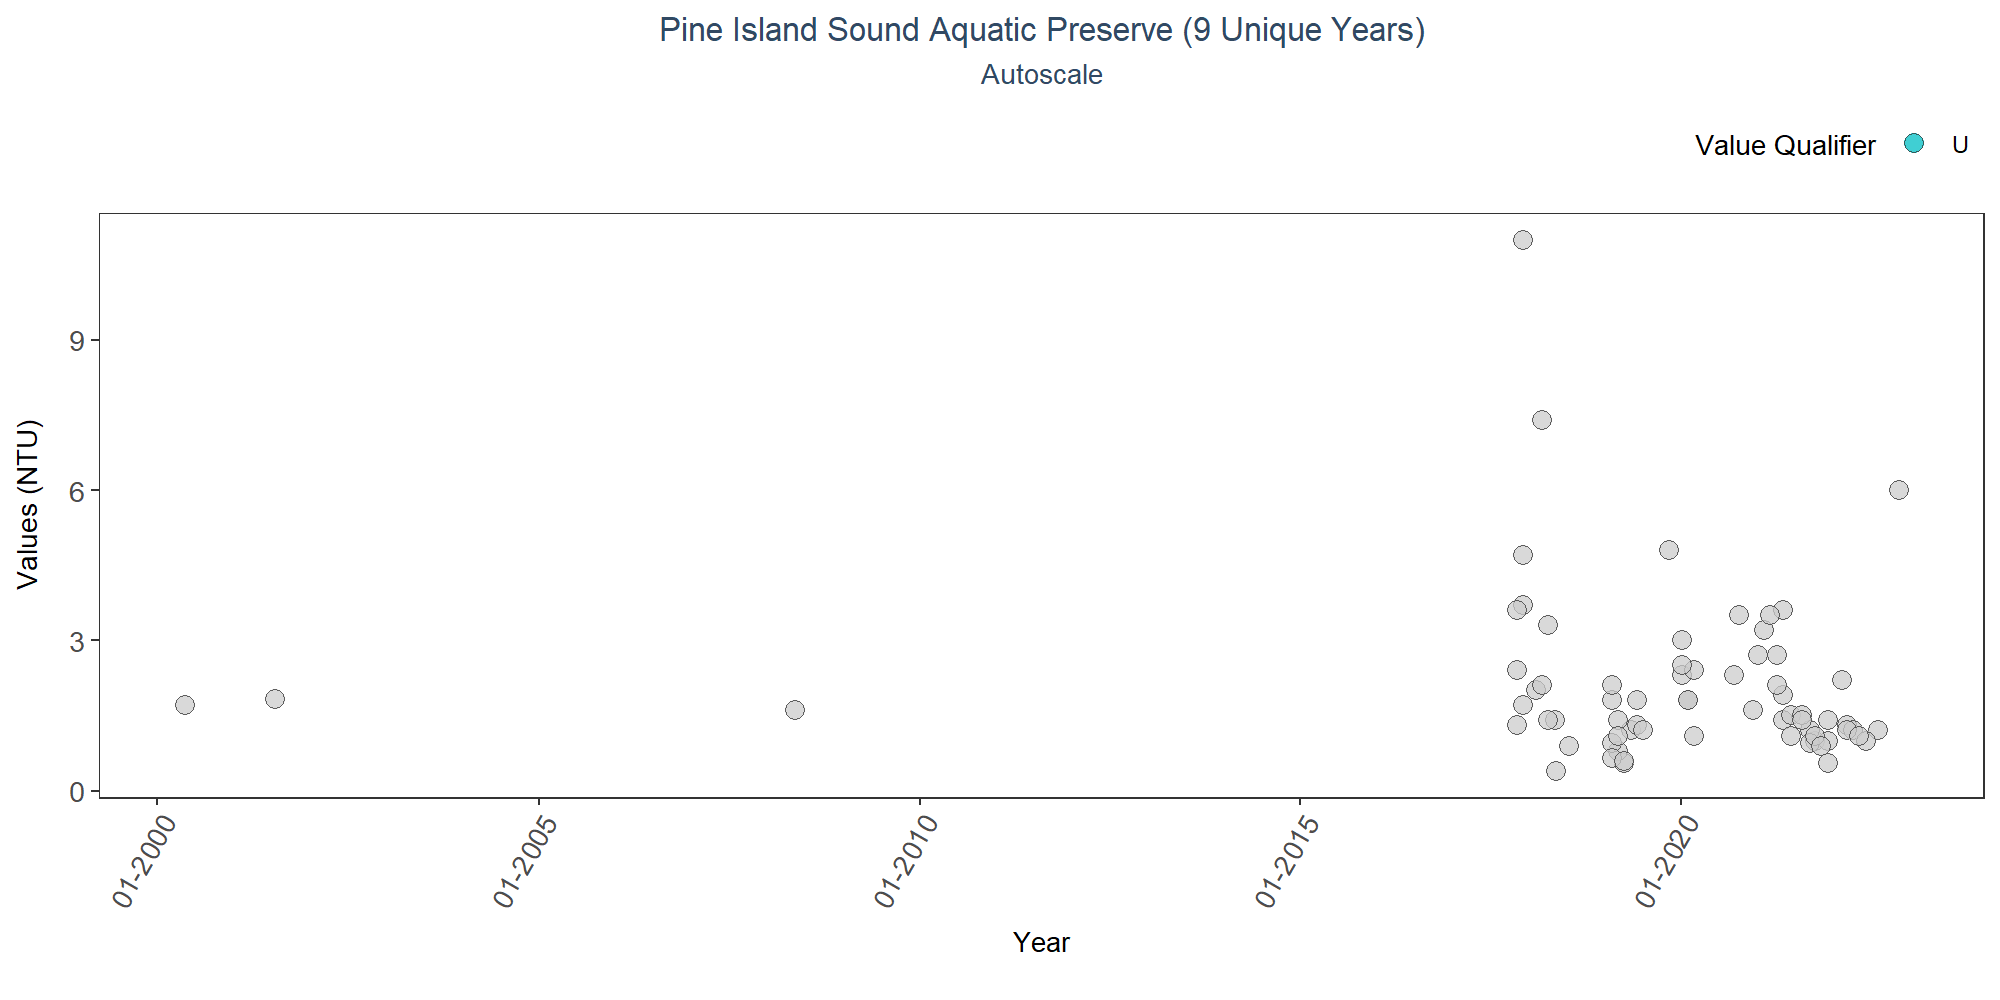 Pine Island Sound Aquatic Preserve (9 Unique Years)
Autoscale
Value Qualifier U
Values (NTU)
9
6
3
0
01-2000 01-2005 01-2010 01-2015 01-2020
Year